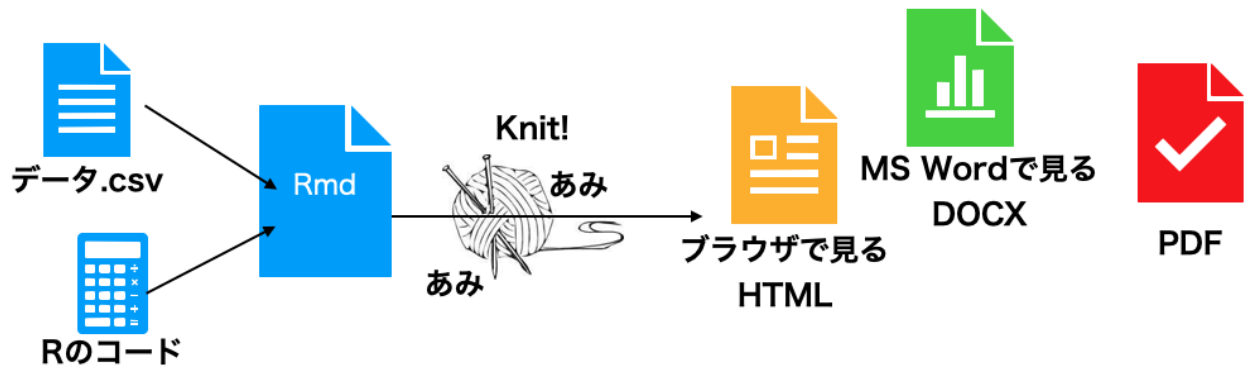 データ.csv
Rのコード
Rmd
Knit!
あみ
あみ
ブラウザで見る
HTML
MS Wordで見る
DOCX
PDF